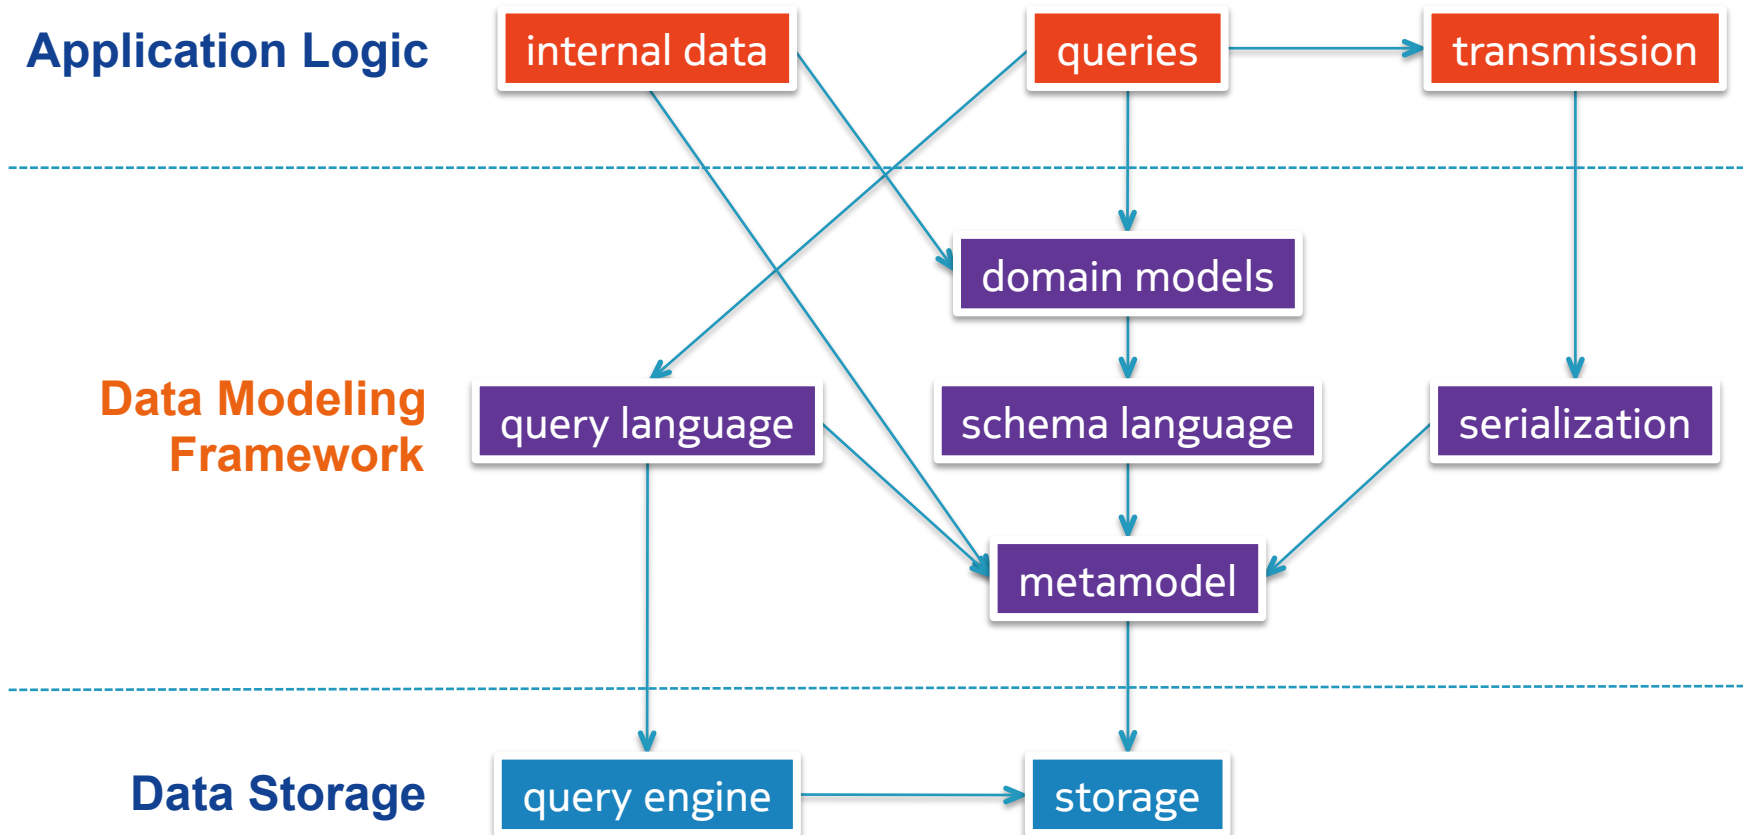 Application Logic
internal data
queries
transmission
domain models
Data Modeling
Framework
query language
schema language
serialization
metamodel
Data Storage
query engine
storage